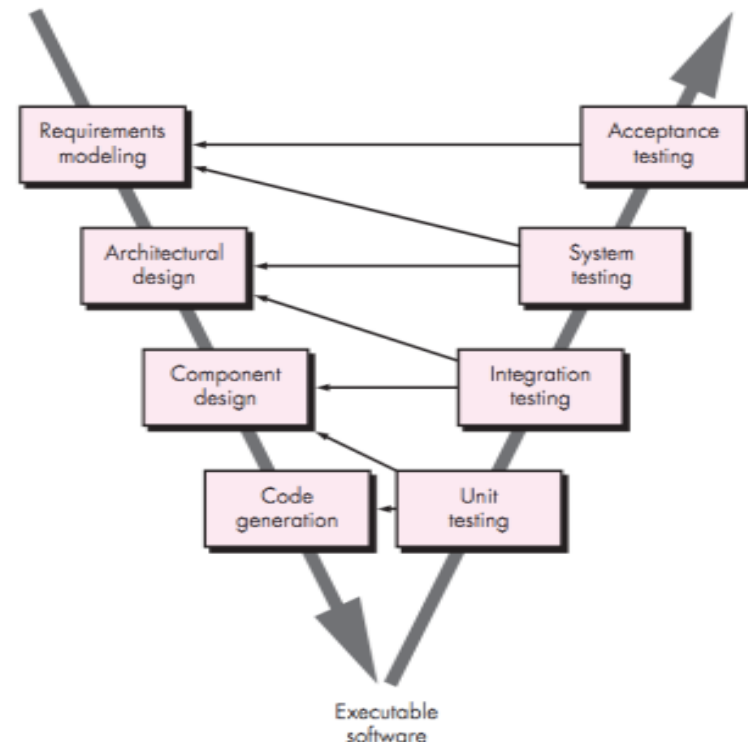 Requirements
modeling
Acceptance
testing
Architectural
design
System
testing
Component
design
Integration
testing
Code
generation
Unit
testing
Executable
software